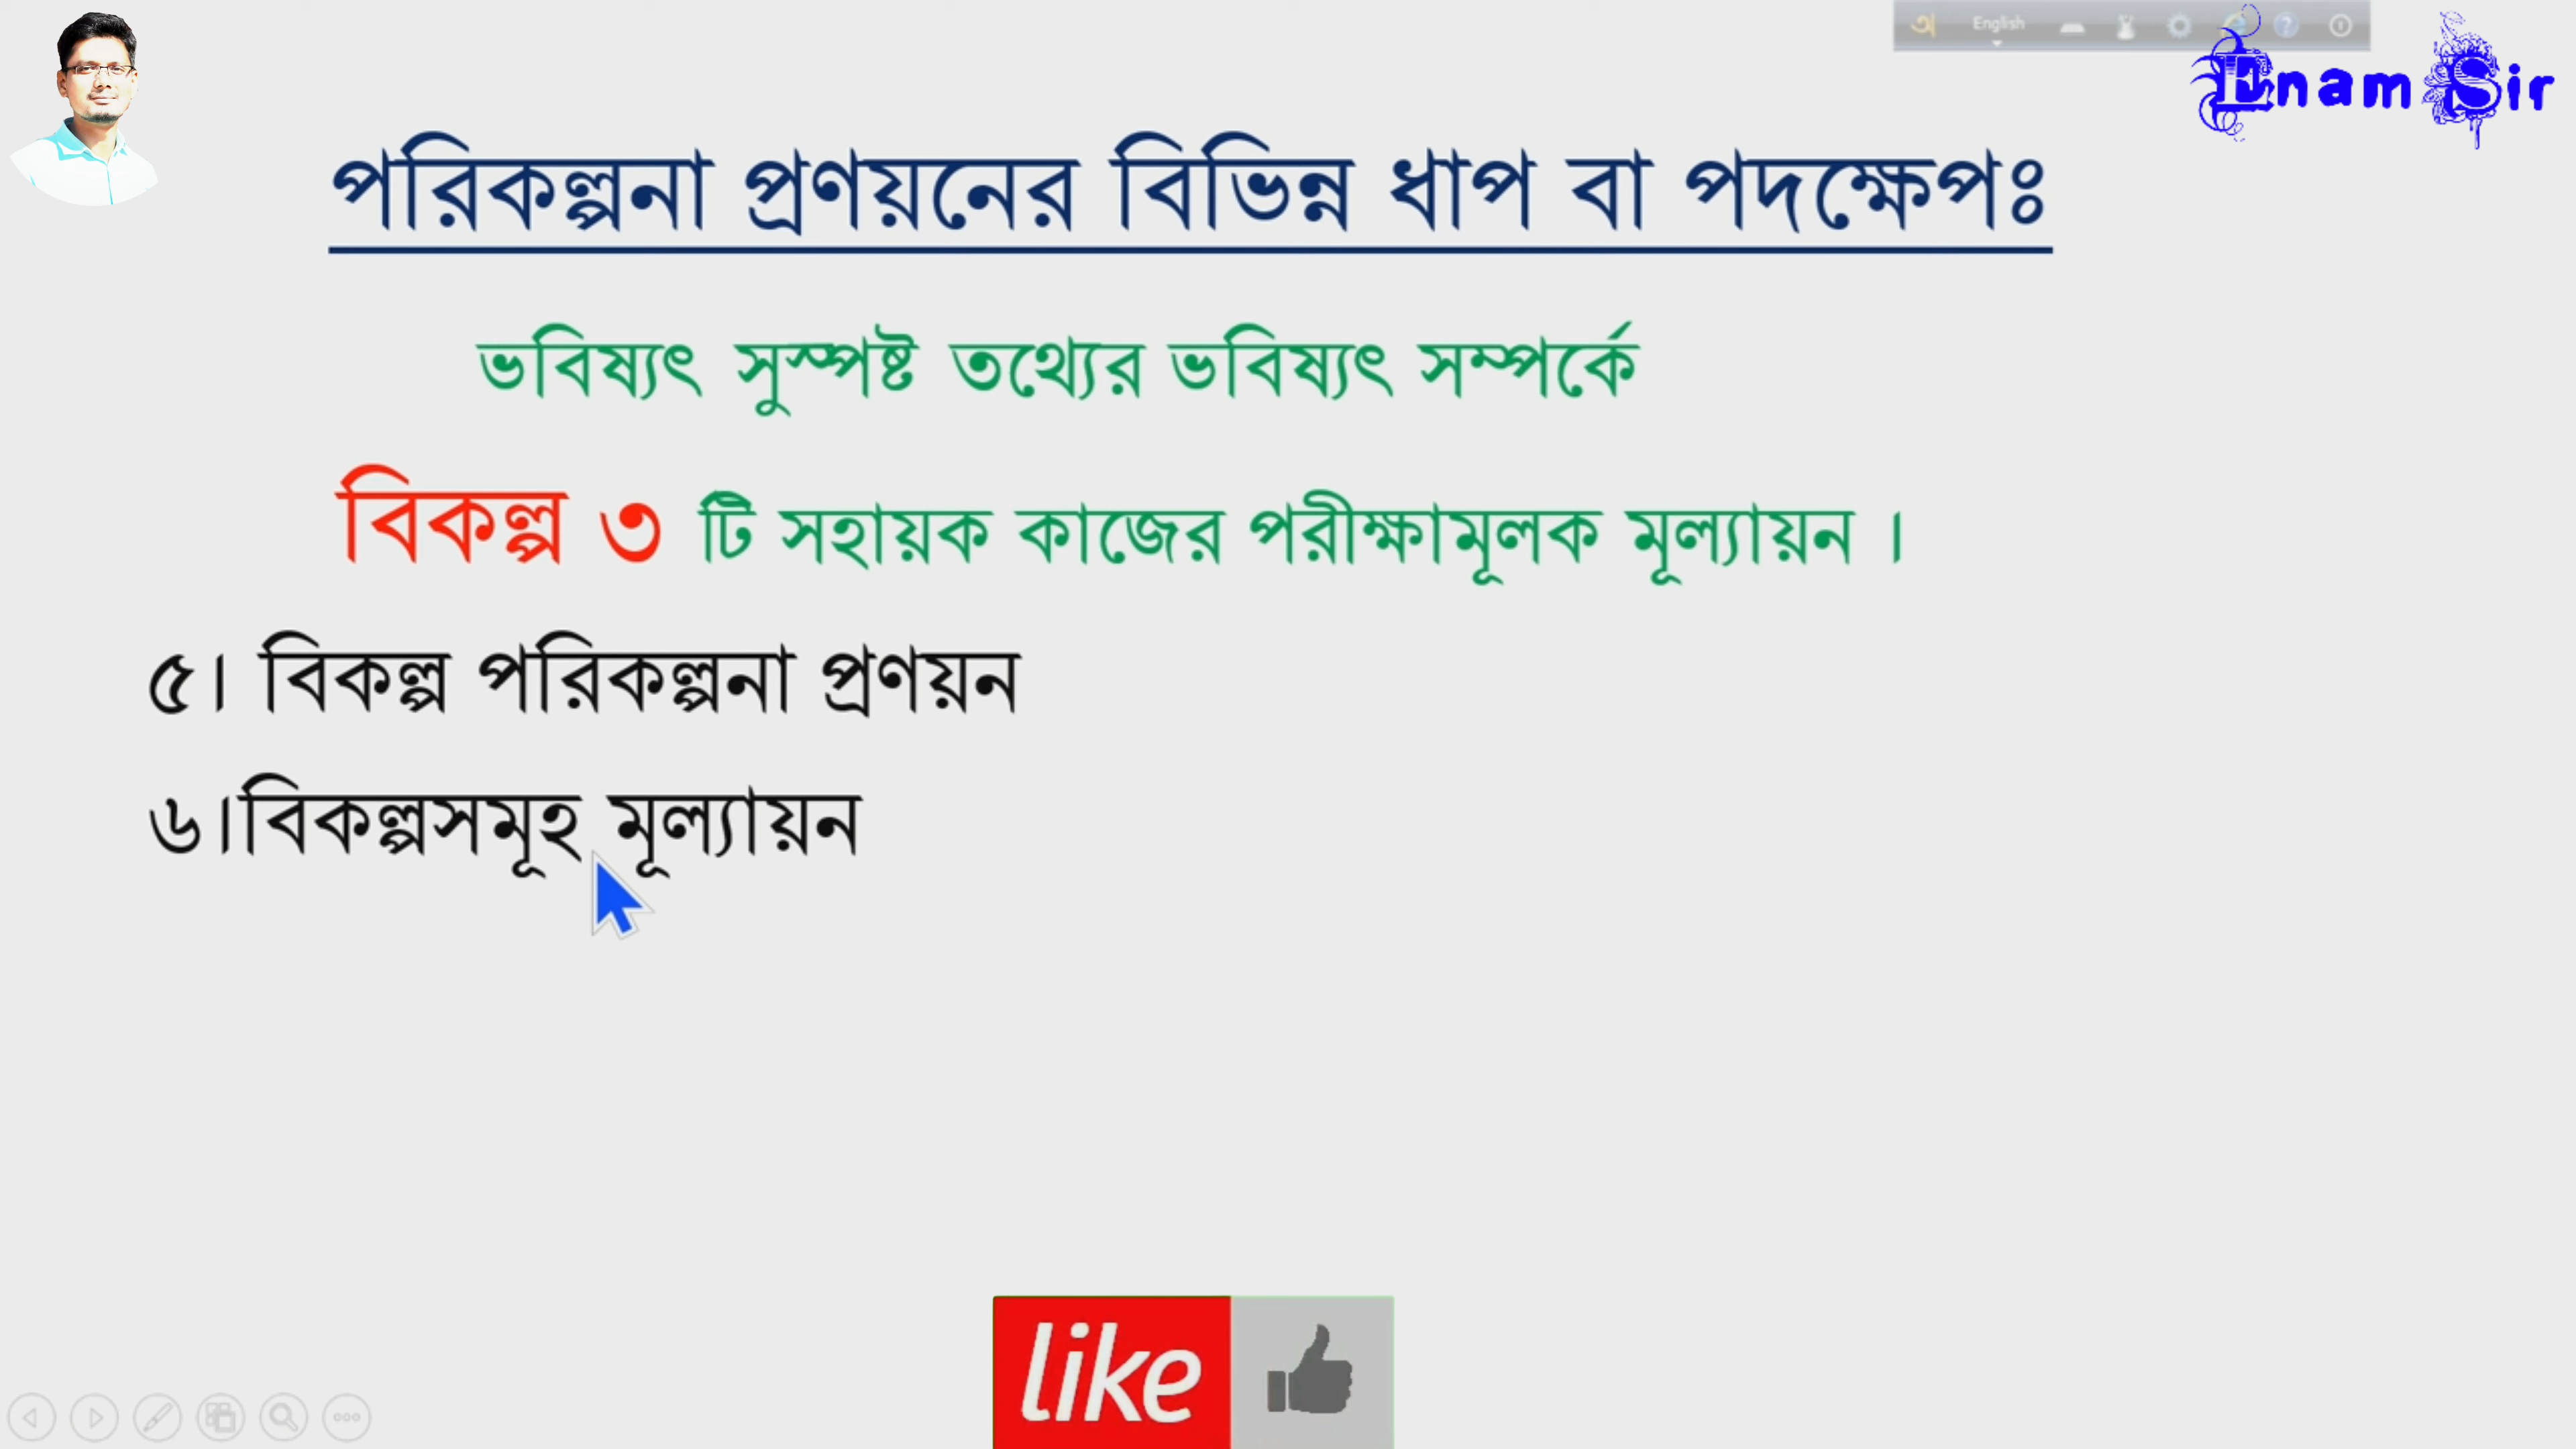 English
Enam Sir
পরিকল্পনা প্রণয়নের বিভিন্ন ধাপ বা পদক্ষেপঃ
ভবিষ্যৎ সুস্পষ্ট তথ্যের ভবিষ্যৎ সম্পর্কে
বিকল্প ৩ টি সহায়ক কাজের পরীক্ষামূলক মূল্যায়ন ।
৫। বিকল্প পরিকল্পনা প্রণয়ন
৬।বিকল্পসমূহ মূল্যায়ন
like